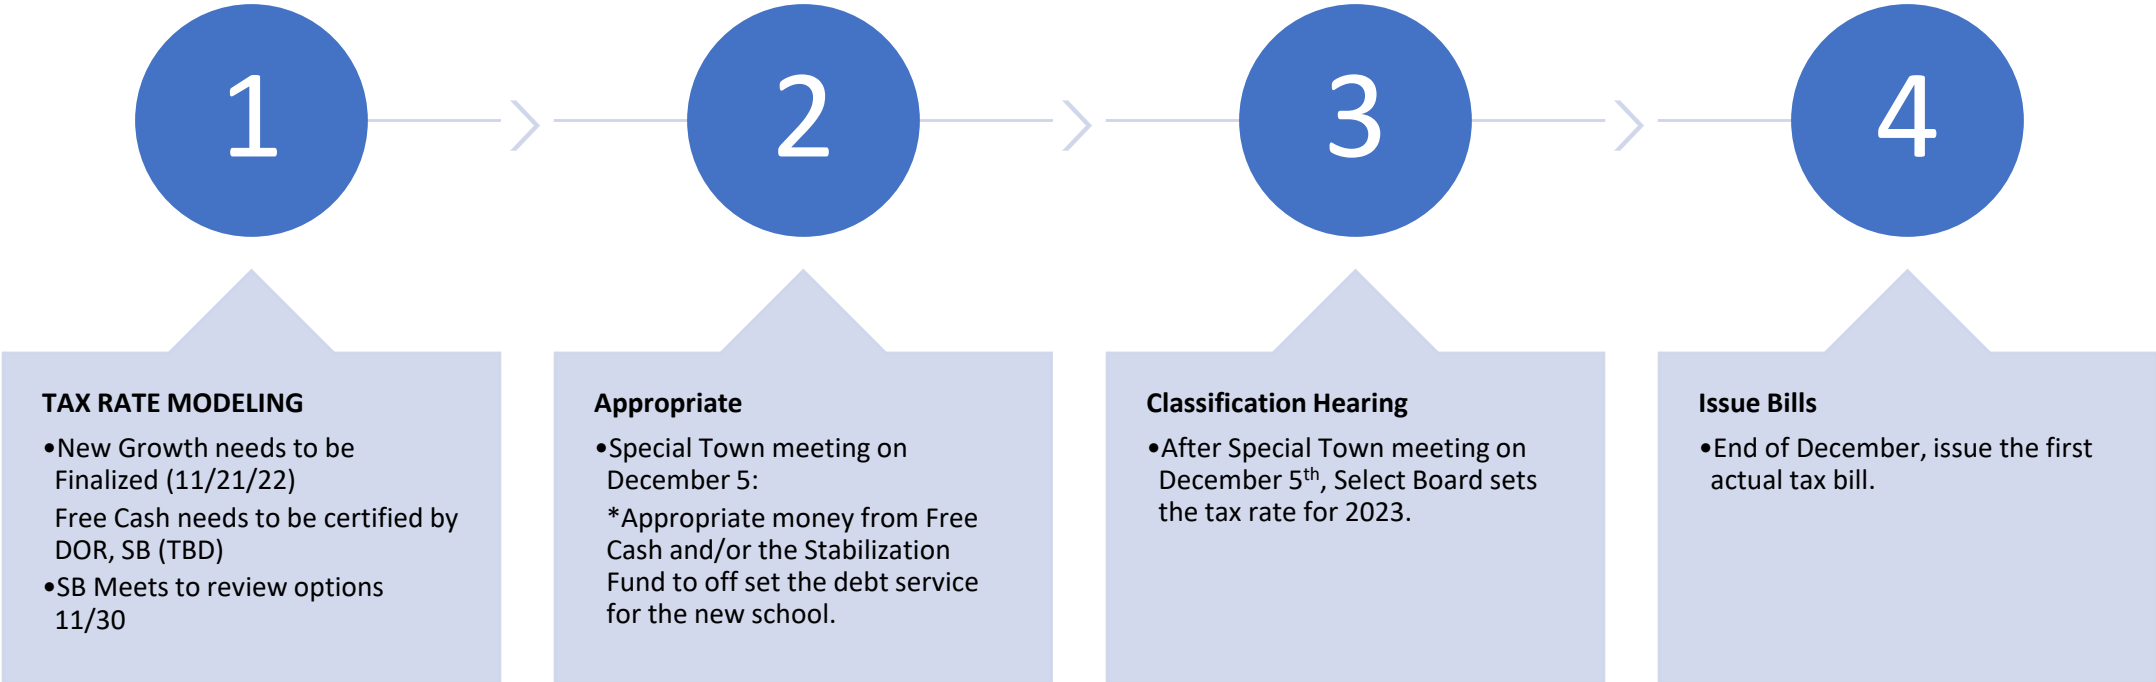 1
2
3
4
TAX RATE MODELING
•New Growth needs to be
Finalized (11/21/22)
Free Cash needs to be certified by
DOR, SB (TBD)
•SB Meets to review options
11/30
Appropriate
•Special Town meeting on
December 5:
*Appropriate money from Free
Cash and/or the Stabilization
Fund to off set the debt service
for the new school.
Classification Hearing
•After Special Town meeting on
December 5th, Select Board sets
the tax rate for 2023.
Issue Bills
•End of December, issue the first
actual tax bill.